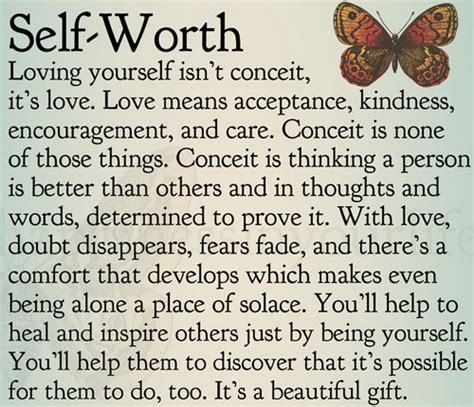 Self-Worth
Loving yourself isn't conceit,
it's love. Love means acceptance, kindness,
encouragement, and care. Conceit is none
of those things. Conceit is thinking a person
is better than others and in thoughts and
words, determined to prove it. With love,
doubt disappears, fears fade, and there's a
comfort that develops which makes even
being alone a place of solace. You'll help to
heal and inspire others just by being yourself.
You'll help them to discover that it's possible
for them to do, too. It's a beautiful gift.